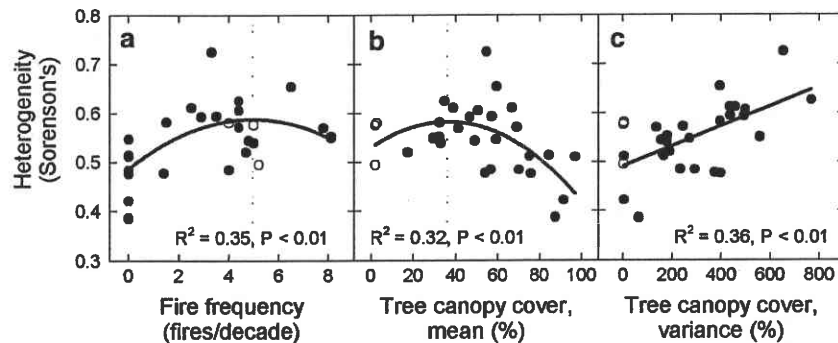 Heterogeneity
(Sorenson's)
0.8
0.7
0.6
0.5
0.4
0.3
a
R² = 0.35, P < 0.01
0 2 4 6 8
Fire frequency
(fires/decade)
b
R² = 0.32, P < 0.01
0 20 40 60 80 100
Tree canopy cover,
mean (%)
c
R² = 0.36, P < 0.01
0 200 400 600 800
Tree canopy cover,
variance (%)